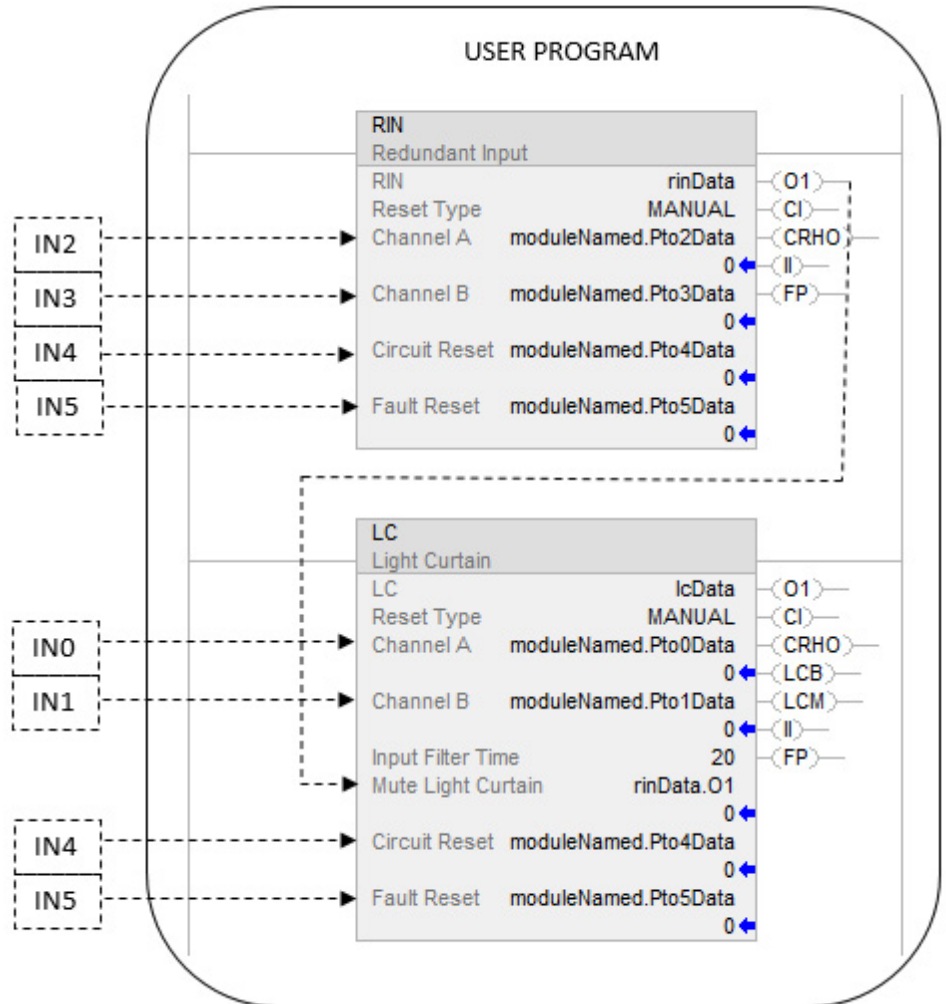 USER PROGRAM
RIN
Redundant Input
RIN rinData (O1)
Reset Type MANUAL (CI)
IN2 Channel A moduleNamed.Pto2Data (CRHO)
0 (II)
IN3 Channel B moduleNamed.Pto3Data (FP)
0
IN4 Circuit Reset moduleNamed.Pto4Data
0
IN5 Fault Reset moduleNamed.Pto5Data
0
LC
Light Curtain
LC lcData (O1)
Reset Type MANUAL (CI)
IN0 Channel A moduleNamed.Pto0Data (CRHO)
0 (LCB)
IN1 Channel B moduleNamed.Pto1Data (LCM)
0 (II)
Input Filter Time 20 (FP)
Mute Light Curtain rinData.O1
0
IN4 Circuit Reset moduleNamed.Pto4Data
0
IN5 Fault Reset moduleNamed.Pto5Data
0